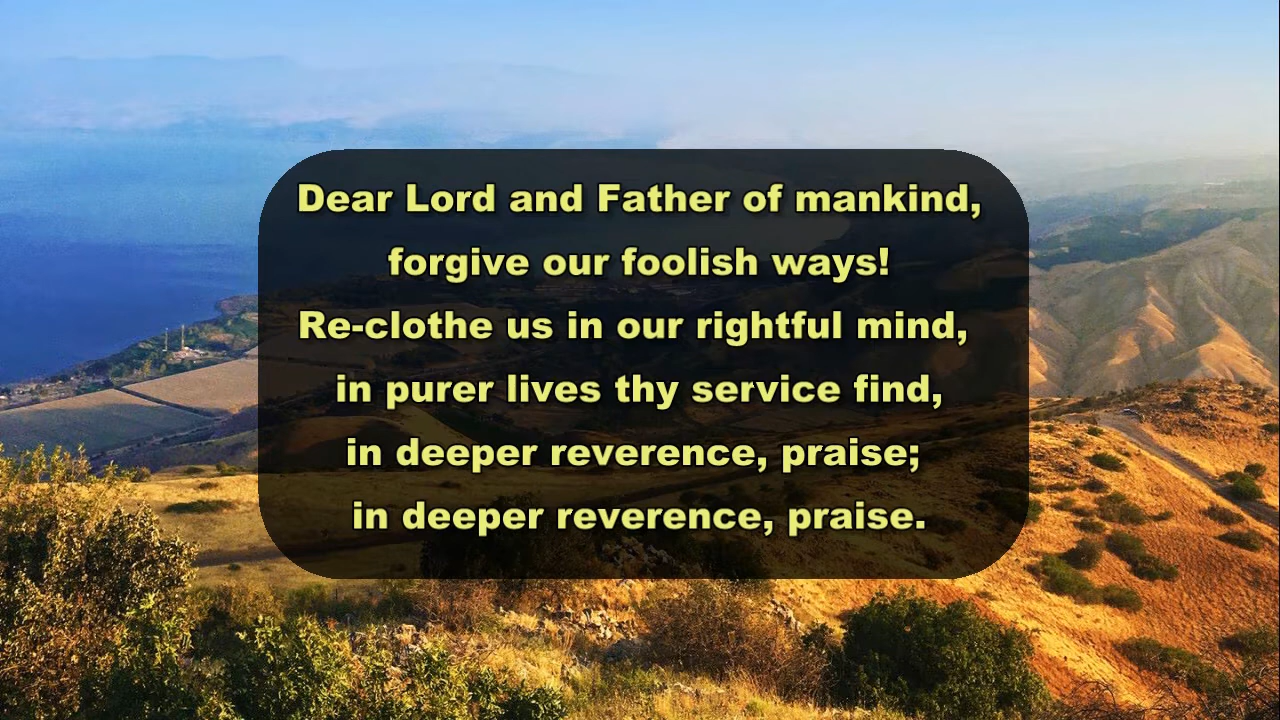 Dear Lord and Father of mankind,
forgive our foolish ways!
Re-clothe us in our rightful mind,
in purer lives thy service find,
in deeper reverence, praise;
in deeper reverence, praise.